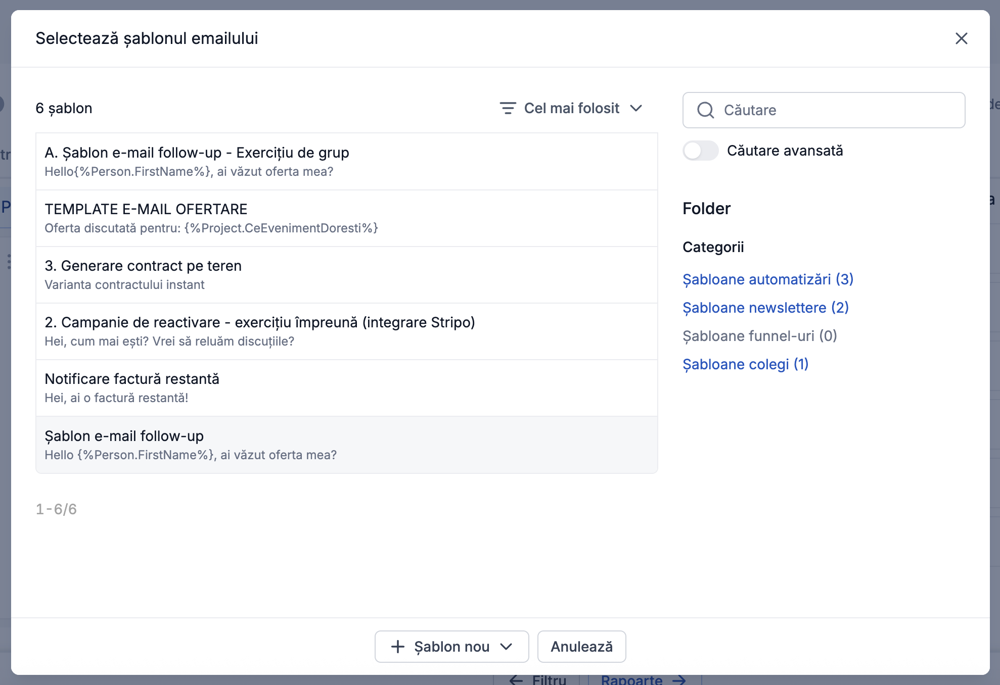 Selectează șablonul emailului
6 șablon
Cel mai folosit
A. Șablon e-mail follow-up - Exercițiu de grup
Hello{%Person.FirstName%}, ai văzut oferta mea?
TEMPLATE E-MAIL OFERTARE
Oferta discutată pentru: {%Project.CeEvenimentDoresti%}
3. Generare contract pe teren
Varianta contractului instant
2. Campanie de reactivare - exercițiu împreună (integrare Stripo)
Hei, cum mai ești? Vrei să reluăm discuțiile?
Notificare factură restantă
Hei, ai o factură restantă!
Șablon e-mail follow-up
Hello {%Person.FirstName%}, ai văzut oferta mea?
1-6/6
Căutare
Căutare avansată
Folder
Categorii
Șabloane automatizări (3)
Șabloane newslettere (2)
Șabloane funnel-uri (0)
Șabloane colegi (1)
Șablon nou
Anulează
Filtru
Rapoarte